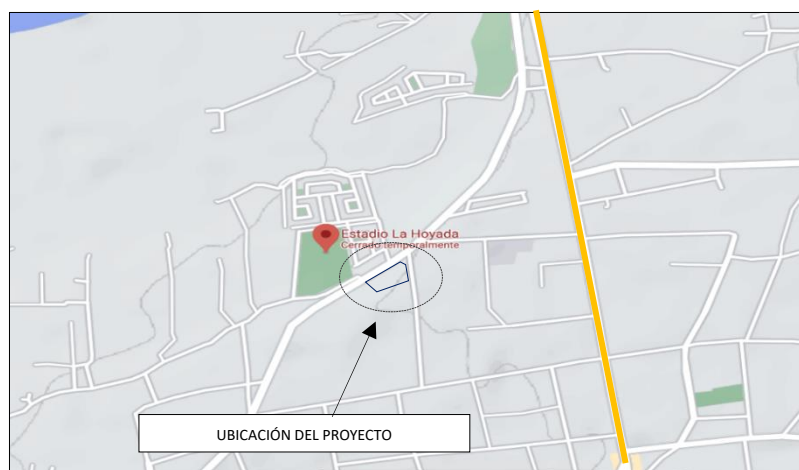 Estadio La Hoyada
Cerrado temporalmente
UBICACIÓN DEL PROYECTO